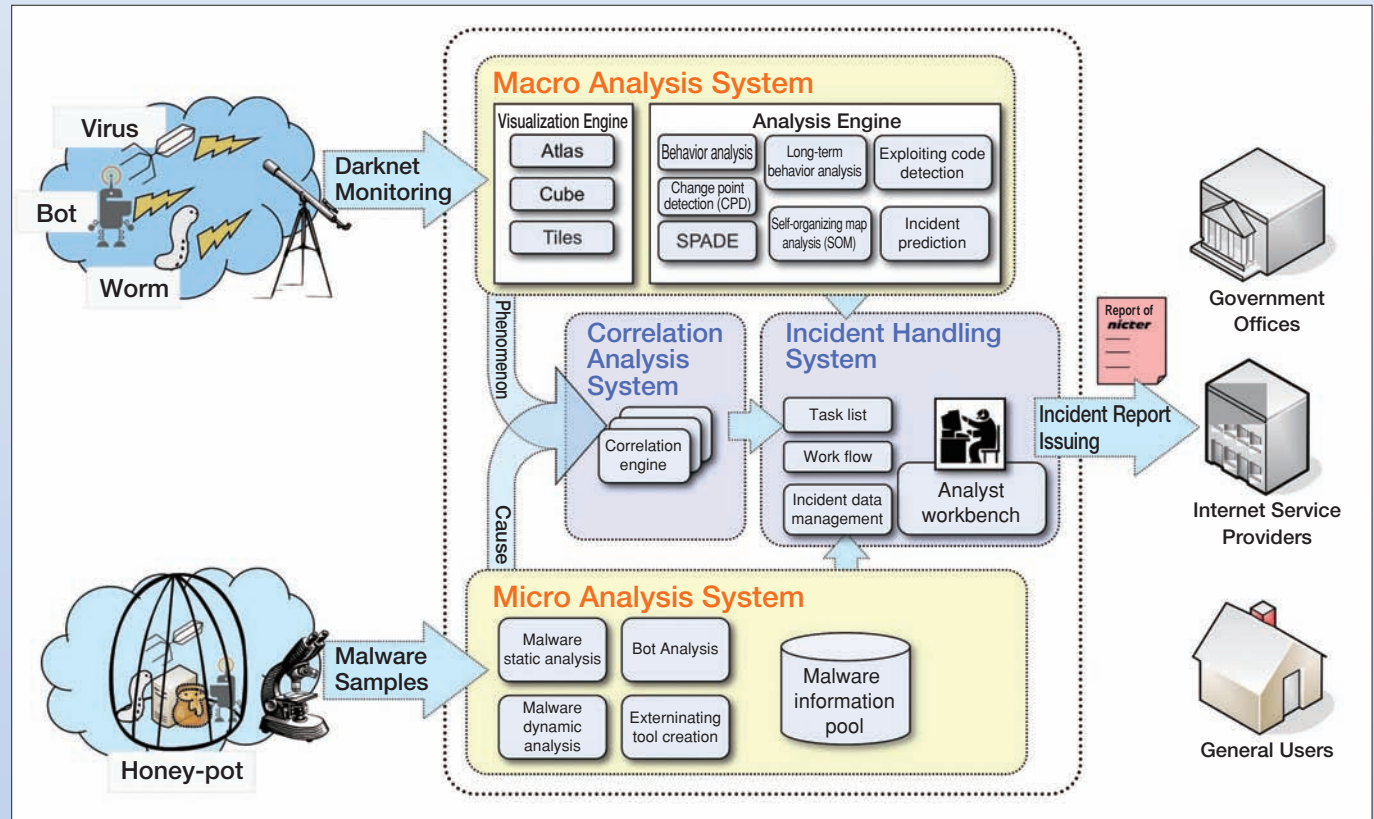 Virus
Bot
Worm
Darknet
Monitoring
Macro Analysis System
Visualization Engine
Atlas
Cube
Tiles
Analysis Engine
Behavior analysis
Change point
detection (CPD)
SPADE
Long-term
behavior analysis
Self-organizing map
analysis (SOM)
Exploiting code
detection
Incident
prediction
Phenomenon
Cause
Correlation
Analysis
System
Correlation
engine
Incident Handling
System
Task list
Work flow
Incident data
management
Analyst
workbench
Report of
nicter
Incident Report
Issuing
Government
Offices
Internet Service
Providers
General Users
Honey-pot
Malware
Samples
Micro Analysis System
Malware
static analysis
Bot Analysis
Malware
dynamic
analysis
Externinating
tool creation
Malware
information
pool